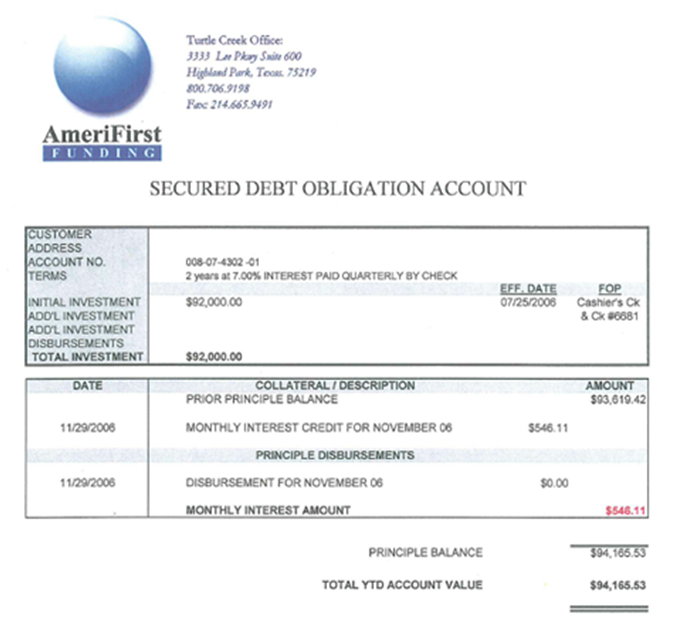 Turtle Creek Office:
3333 Lee Pkwy Suite 600
Highland Park, Texas. 75219
800.706.9198
Fax: 214.665.9491
AmeriFirst
FUNDING
SECURED DEBT OBLIGATION ACCOUNT
CUSTOMER
ADDRESS
ACCOUNT NO. 008-07-4302 -01
TERMS 2 years at 7.00% INTEREST PAID QUARTERLY BY CHECK
EFF. DATE FOP
INITIAL INVESTMENT $92,000.00 07/25/2006 Cashier's Ck
ADD'L INVESTMENT & Ck #6681
ADD'L INVESTMENT
DISBURSEMENTS
TOTAL INVESTMENT $92,000.00
DATE COLLATERAL / DESCRIPTION AMOUNT
PRIOR PRINCIPLE BALANCE $93,619.42
11/29/2006 MONTHLY INTEREST CREDIT FOR NOVEMBER 06 $546.11
PRINCIPLE DISBURSEMENTS
11/29/2006 DISBURSEMENT FOR NOVEMBER 06 $0.00
MONTHLY INTEREST AMOUNT $546.11
PRINCIPLE BALANCE $94,165.53
TOTAL YTD ACCOUNT VALUE $94,165.53